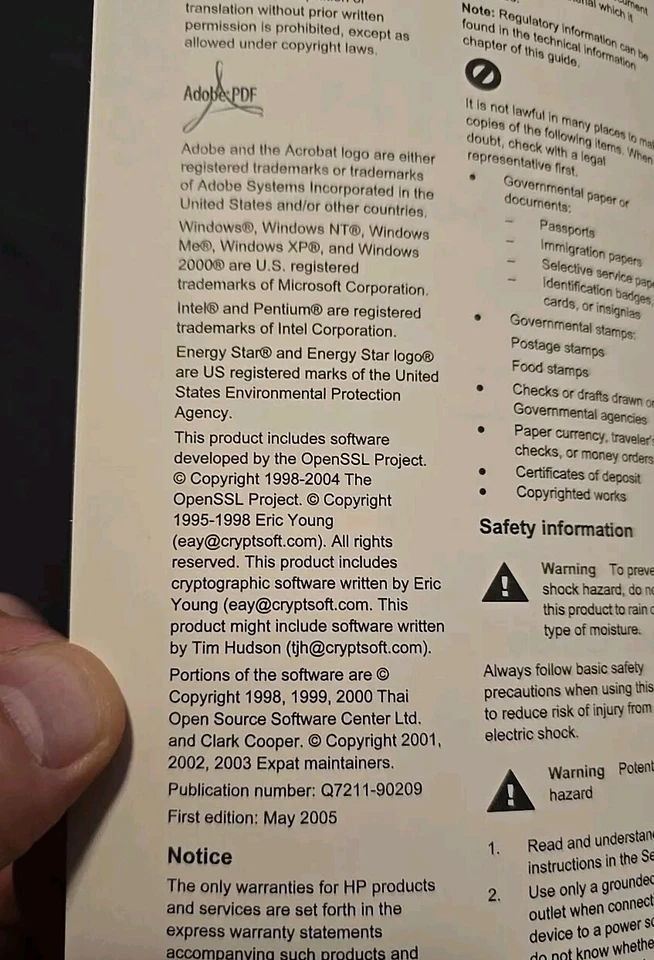 translation without prior written
permission is prohibited, except as
allowed under copyright laws.
Adobe PDF
Adobe and the Acrobat logo are either
registered trademarks or trademarks
of Adobe Systems Incorporated in the
United States and/or other countries.
Windows®, Windows NT®, Windows
Me®, Windows XP®, and Windows
2000® are U.S. registered
trademarks of Microsoft Corporation.
Intel® and Pentium® are registered
trademarks of Intel Corporation.
Energy Star® and Energy Star logo®
are US registered marks of the United
States Environmental Protection
Agency.
This product includes software
developed by the OpenSSL Project.
© Copyright 1998-2004 The
OpenSSL Project. © Copyright
1995-1998 Eric Young
(eay@cryptsoft.com). All rights
reserved. This product includes
cryptographic software written by Eric
Young (eay@cryptsoft.com. This
product might include software written
by Tim Hudson (tjh@cryptsoft.com).
Portions of the software are ©
Copyright 1998, 1999, 2000 Thai
Open Source Software Center Ltd.
and Clark Cooper. © Copyright 2001,
2002, 2003 Expat maintainers.
Publication number: Q7211-90209
First edition: May 2005
Notice
The only warranties for HP products
and services are set forth in the
express warranty statements
accompanying such products and
which it
Note: Regulatory information can be
found in the technical information
chapter of this guide.
It is not lawful in many places to
copies of the following items. When
doubt, check with a legal
representative first.
• Governmental paper or
documents:
– Passports
– Immigration papers
– Selective service
– Identification badges,
cards, or insignias
• Governmental stamps:
Postage stamps
Food stamps
• Checks or drafts drawn
Governmental agencies
• Paper currency, traveler's
checks, or money orders
• Certificates of deposit
• Copyrighted works
Safety information
Warning To
shock hazard, do
this product to rain
type of moisture.
Always follow basic safety
precautions when using this
to reduce risk of injury from
electric shock.
Warning
hazard
1. Read and
instructions in the
2. Use only a grounded
outlet when
device to a power
do not know